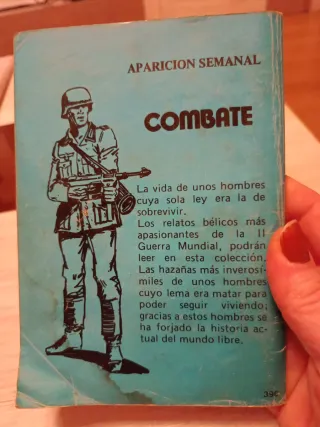 APARICION SEMANAL
COMBATE
La vida de unos hombres
cuya sola ley era la de
sobrevivir.
Los relatos bélicos más
apasionantes de la II
Guerra Mundial, podrán
leer en esta colección.
Las hazañas más inverosí-
miles de unos hombres
cuyo lema era matar para
poder seguir viviendo;
gracias a estos hombres se
ha forjado la historia ac-
tual del mundo libre.